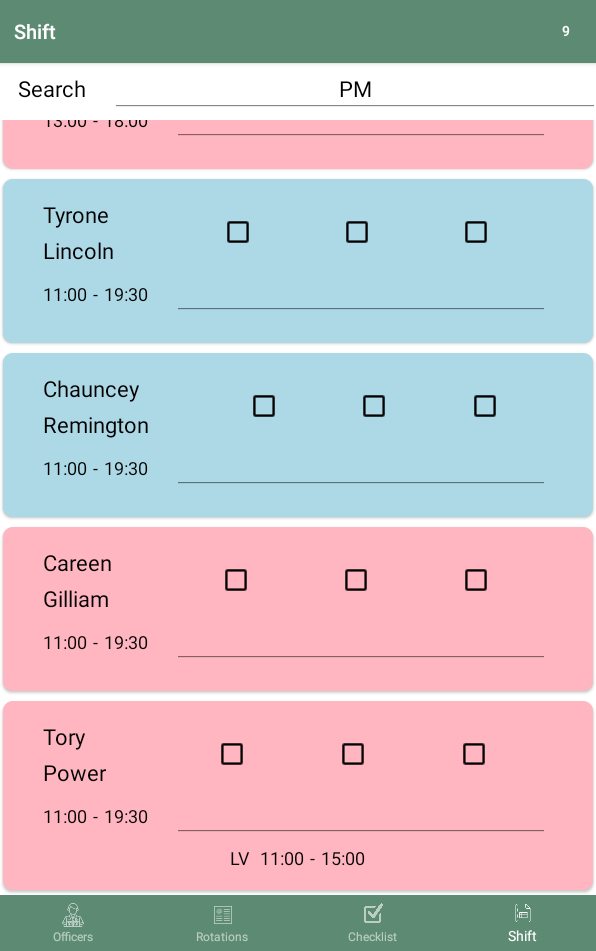 Shift 9
Search PM
13:00 - 18:00
Tyrone
Lincoln
11:00 - 19:30
Chauncey
Remington
11:00 - 19:30
Careen
Gilliam
11:00 - 19:30
Tory
Power
11:00 - 19:30
LV 11:00 - 15:00
Officers Rotations Checklist Shift